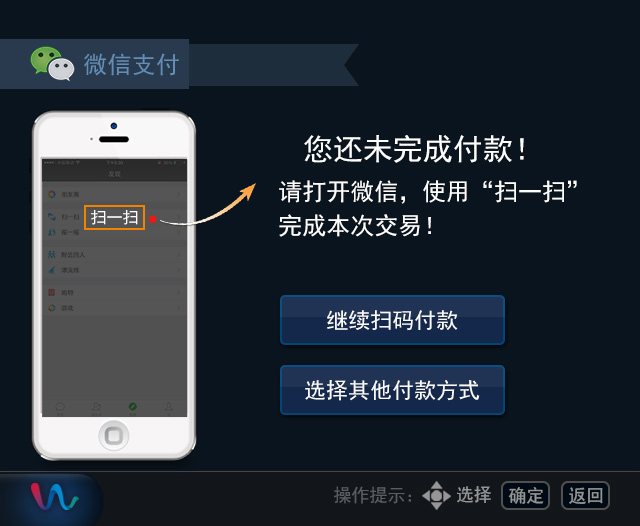 微信支付
您还未完成付款！
请打开微信，使用“扫一扫”
完成本次交易！
扫一扫
继续扫码付款
选择其他付款方式
操作提示： 选择 确定 返回